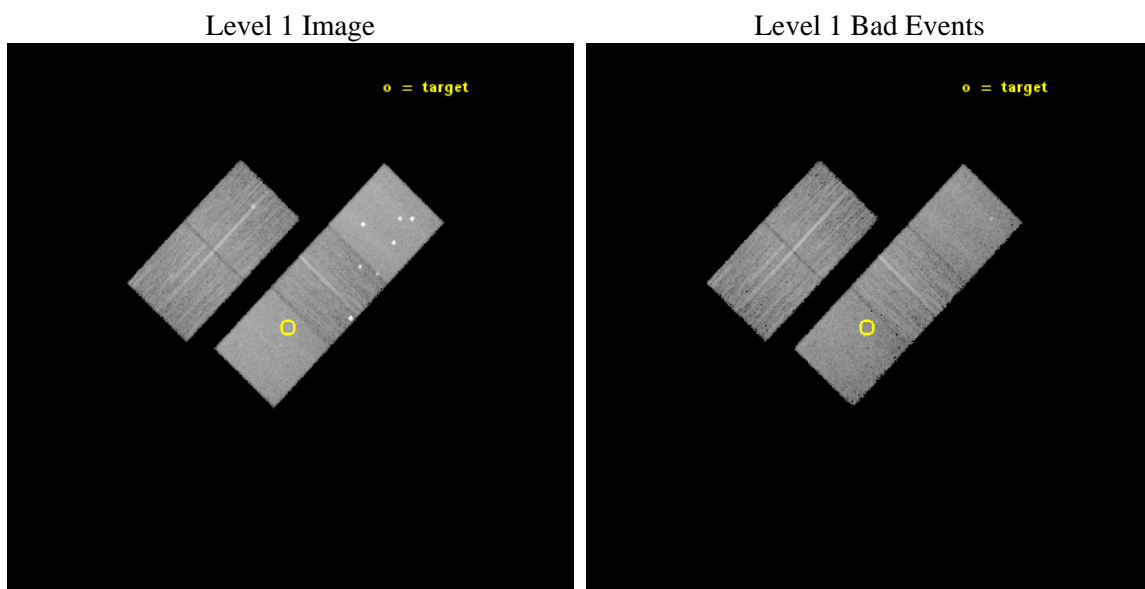 Level 1 Image
Level 1 Bad Events
o = target
o = target